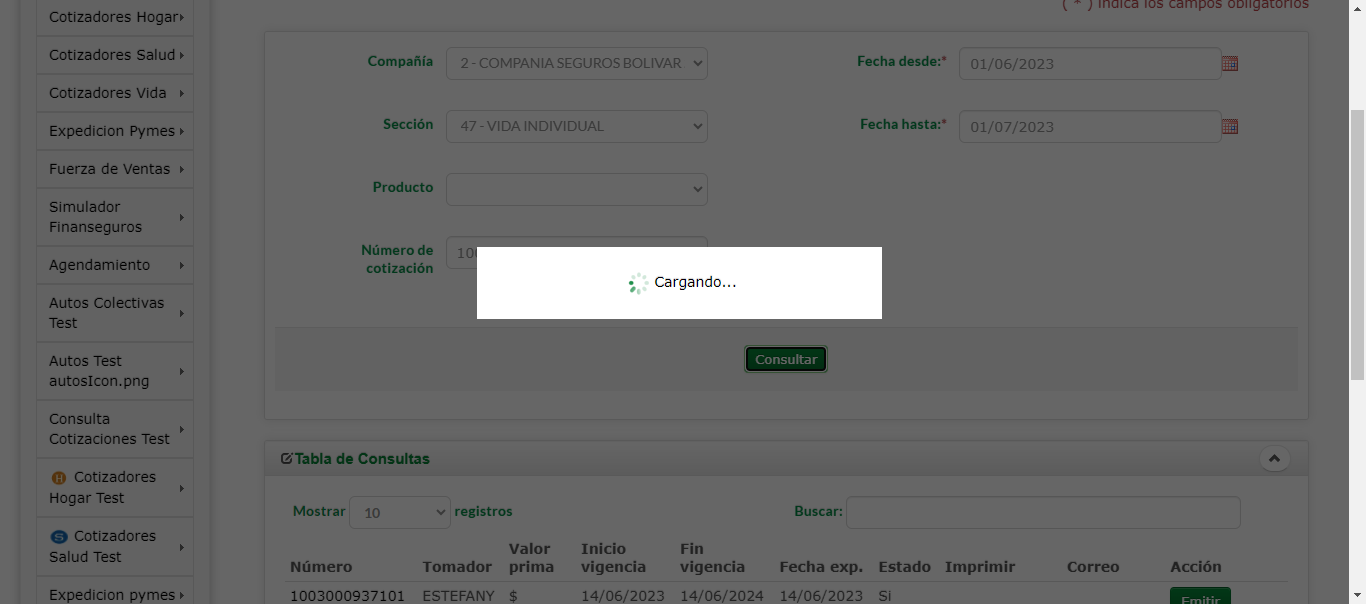 ( * ) Indica los campos obligatorios
Cotizadores Hogar
Cotizadores Salud
Cotizadores Vida
Expedicion Pymes
Fuerza de Ventas
Simulador
Finanseguros
Agendamiento
Autos Colectivas
Test
Autos Test
autosIcon.png
Consulta
Cotizaciones Test
H Cotizadores
Hogar Test
S Cotizadores
Salud Test
Expedicion pymes
Compañía
2 - COMPANIA SEGUROS BOLIVAR
Fecha desde:*
01/06/2023
Sección
47 - VIDA INDIVIDUAL
Fecha hasta:*
01/07/2023
Producto
Número de
cotización
Cargando...
Consultar
Tabla de Consultas
Mostrar 10 registros
Buscar:
Número Tomador Valor prima Inicio vigencia Fin vigencia Fecha exp. Estado Imprimir Correo Acción
1003000937101 ESTEFANY $ 14/06/2023 14/06/2024 14/06/2023 Si Emitir